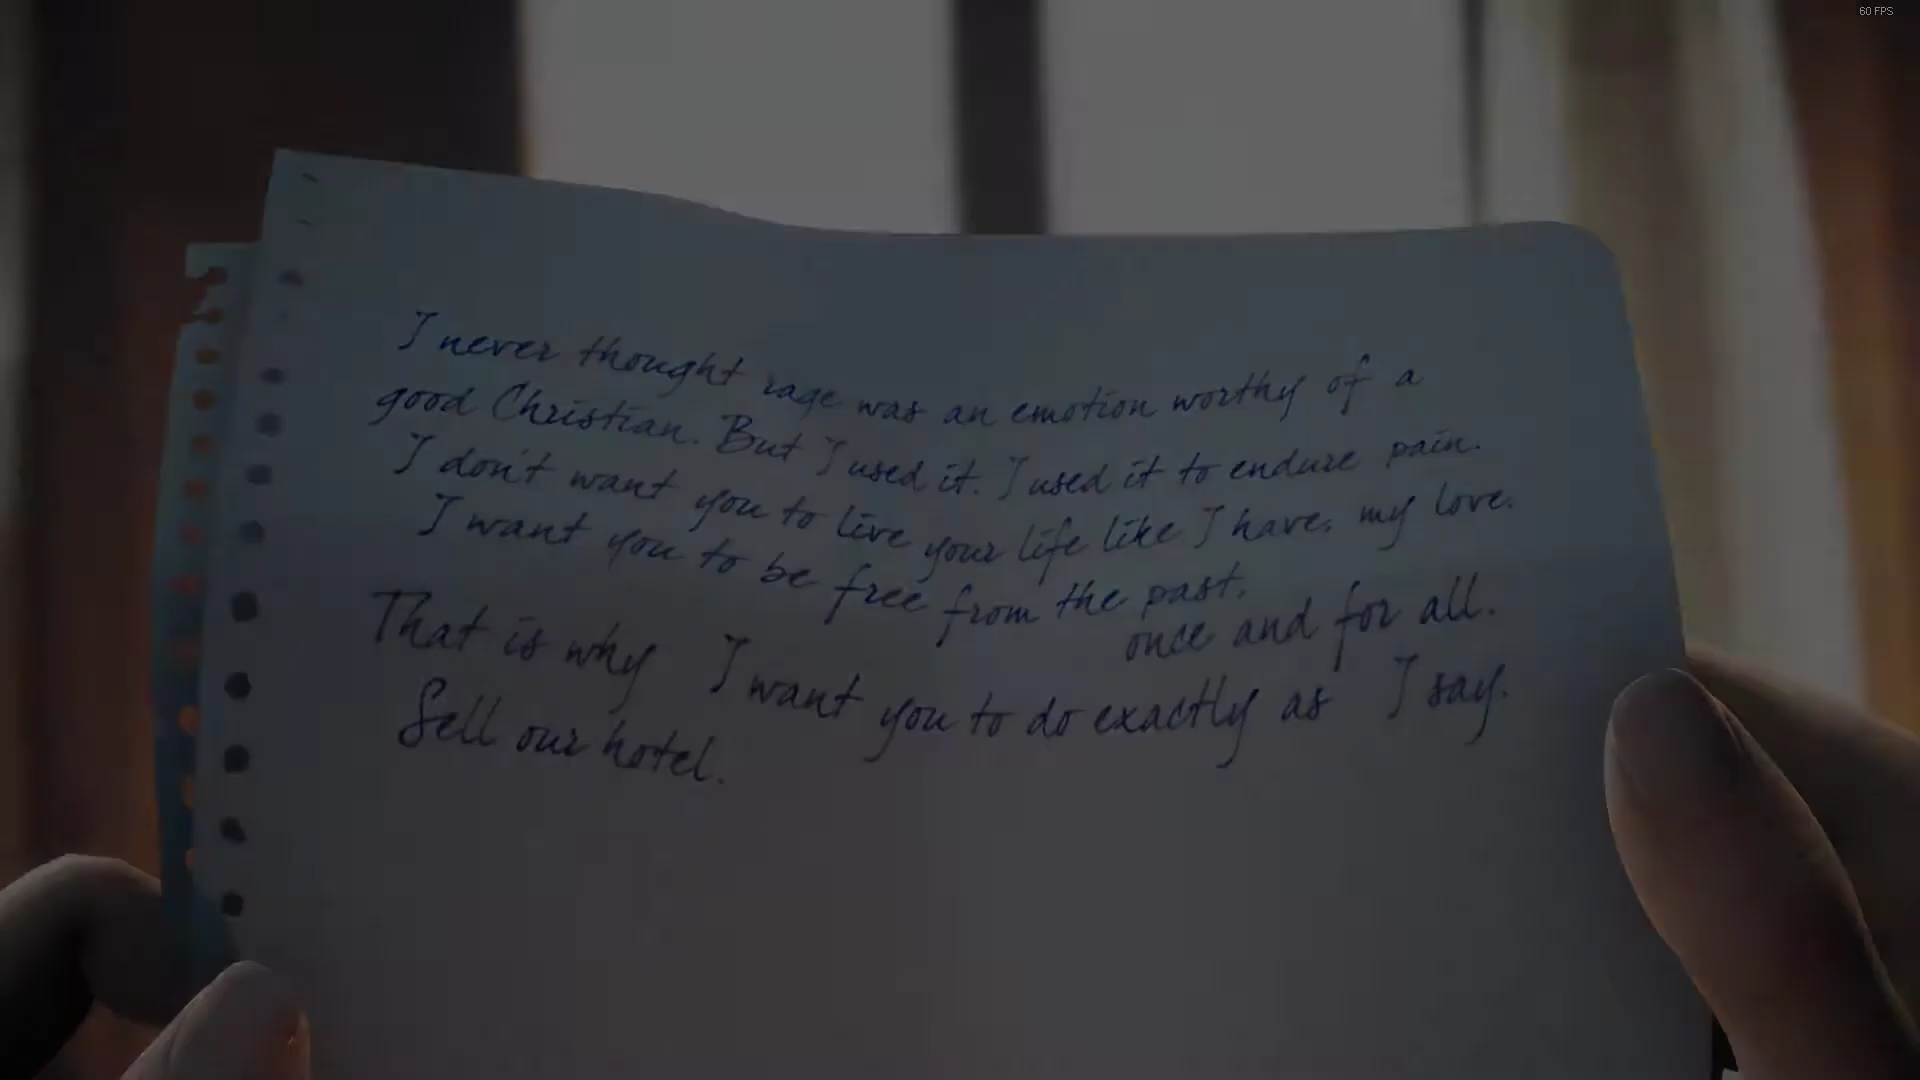 60 FPS
I never thought rage was an emotion worthy of a
good Christian. But I used it. I used it to endure pain.
I don't want you to live your life like I have, my love.
I want you to be free from the past,
once and for all.
That is why I want you to do exactly as I say.
Sell our hotel.